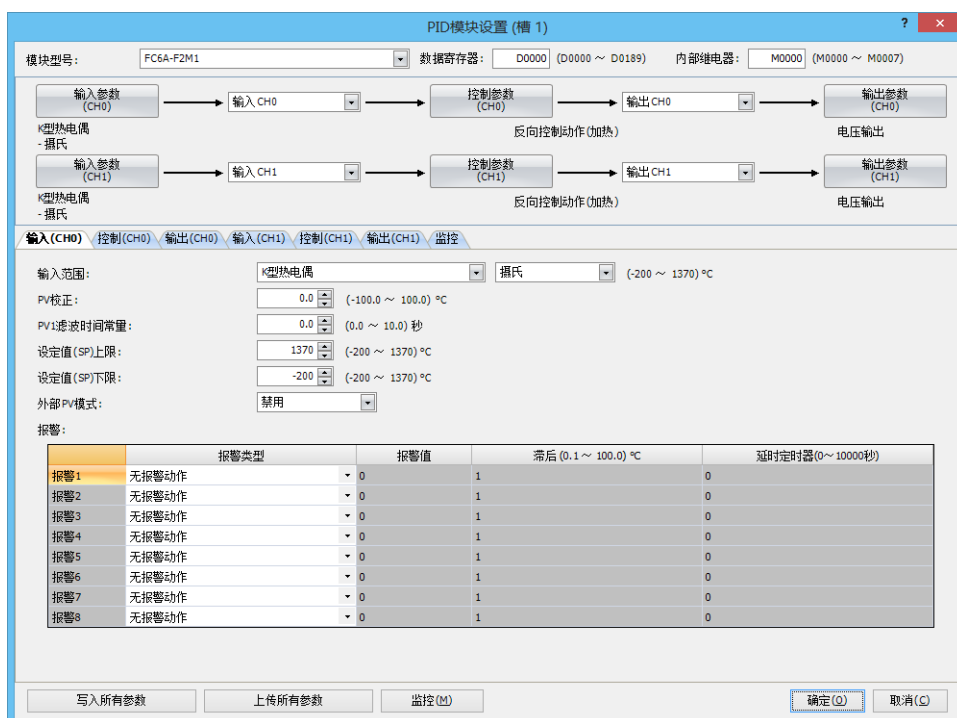 PID模块设置 (槽 1)
? ×
模块型号: FC6A-F2M1 数据寄存器: D0000 (D0000 ～ D0189) 内部继电器: M0000 (M0000 ～ M0007)
输入参数 (CH0) 输入 CH0 控制参数 (CH0) 输出 CH0 输出参数 (CH0)
K型热电偶 反向控制动作(加热) 电压输出
- 摄氏
输入参数 (CH1) 输入 CH1 控制参数 (CH1) 输出 CH1 输出参数 (CH1)
K型热电偶 反向控制动作(加热) 电压输出
- 摄氏
输入(CH0) 控制(CH0) 输出(CH0) 输入(CH1) 控制(CH1) 输出(CH1) 监控
输入范围: K型热电偶 摄氏 (-200 ～ 1370) ºC
PV校正: 0.0 (-100.0 ～ 100.0) ºC
PV1滤波时间常量: 0.0 (0.0 ～ 10.0) 秒
设定值(SP)上限: 1370 (-200 ～ 1370) ºC
设定值(SP)下限: -200 (-200 ～ 1370) ºC
外部PV模式: 禁用
报警:
报警类型 报警值 滞后 (0.1 ～ 100.0) ºC 延时定时器(0～10000秒)
报警1 无报警动作 0 1 0
报警2 无报警动作 0 1 0
报警3 无报警动作 0 1 0
报警4 无报警动作 0 1 0
报警5 无报警动作 0 1 0
报警6 无报警动作 0 1 0
报警7 无报警动作 0 1 0
报警8 无报警动作 0 1 0
写入所有参数 上传所有参数 监控(M) 确定(O) 取消(C)